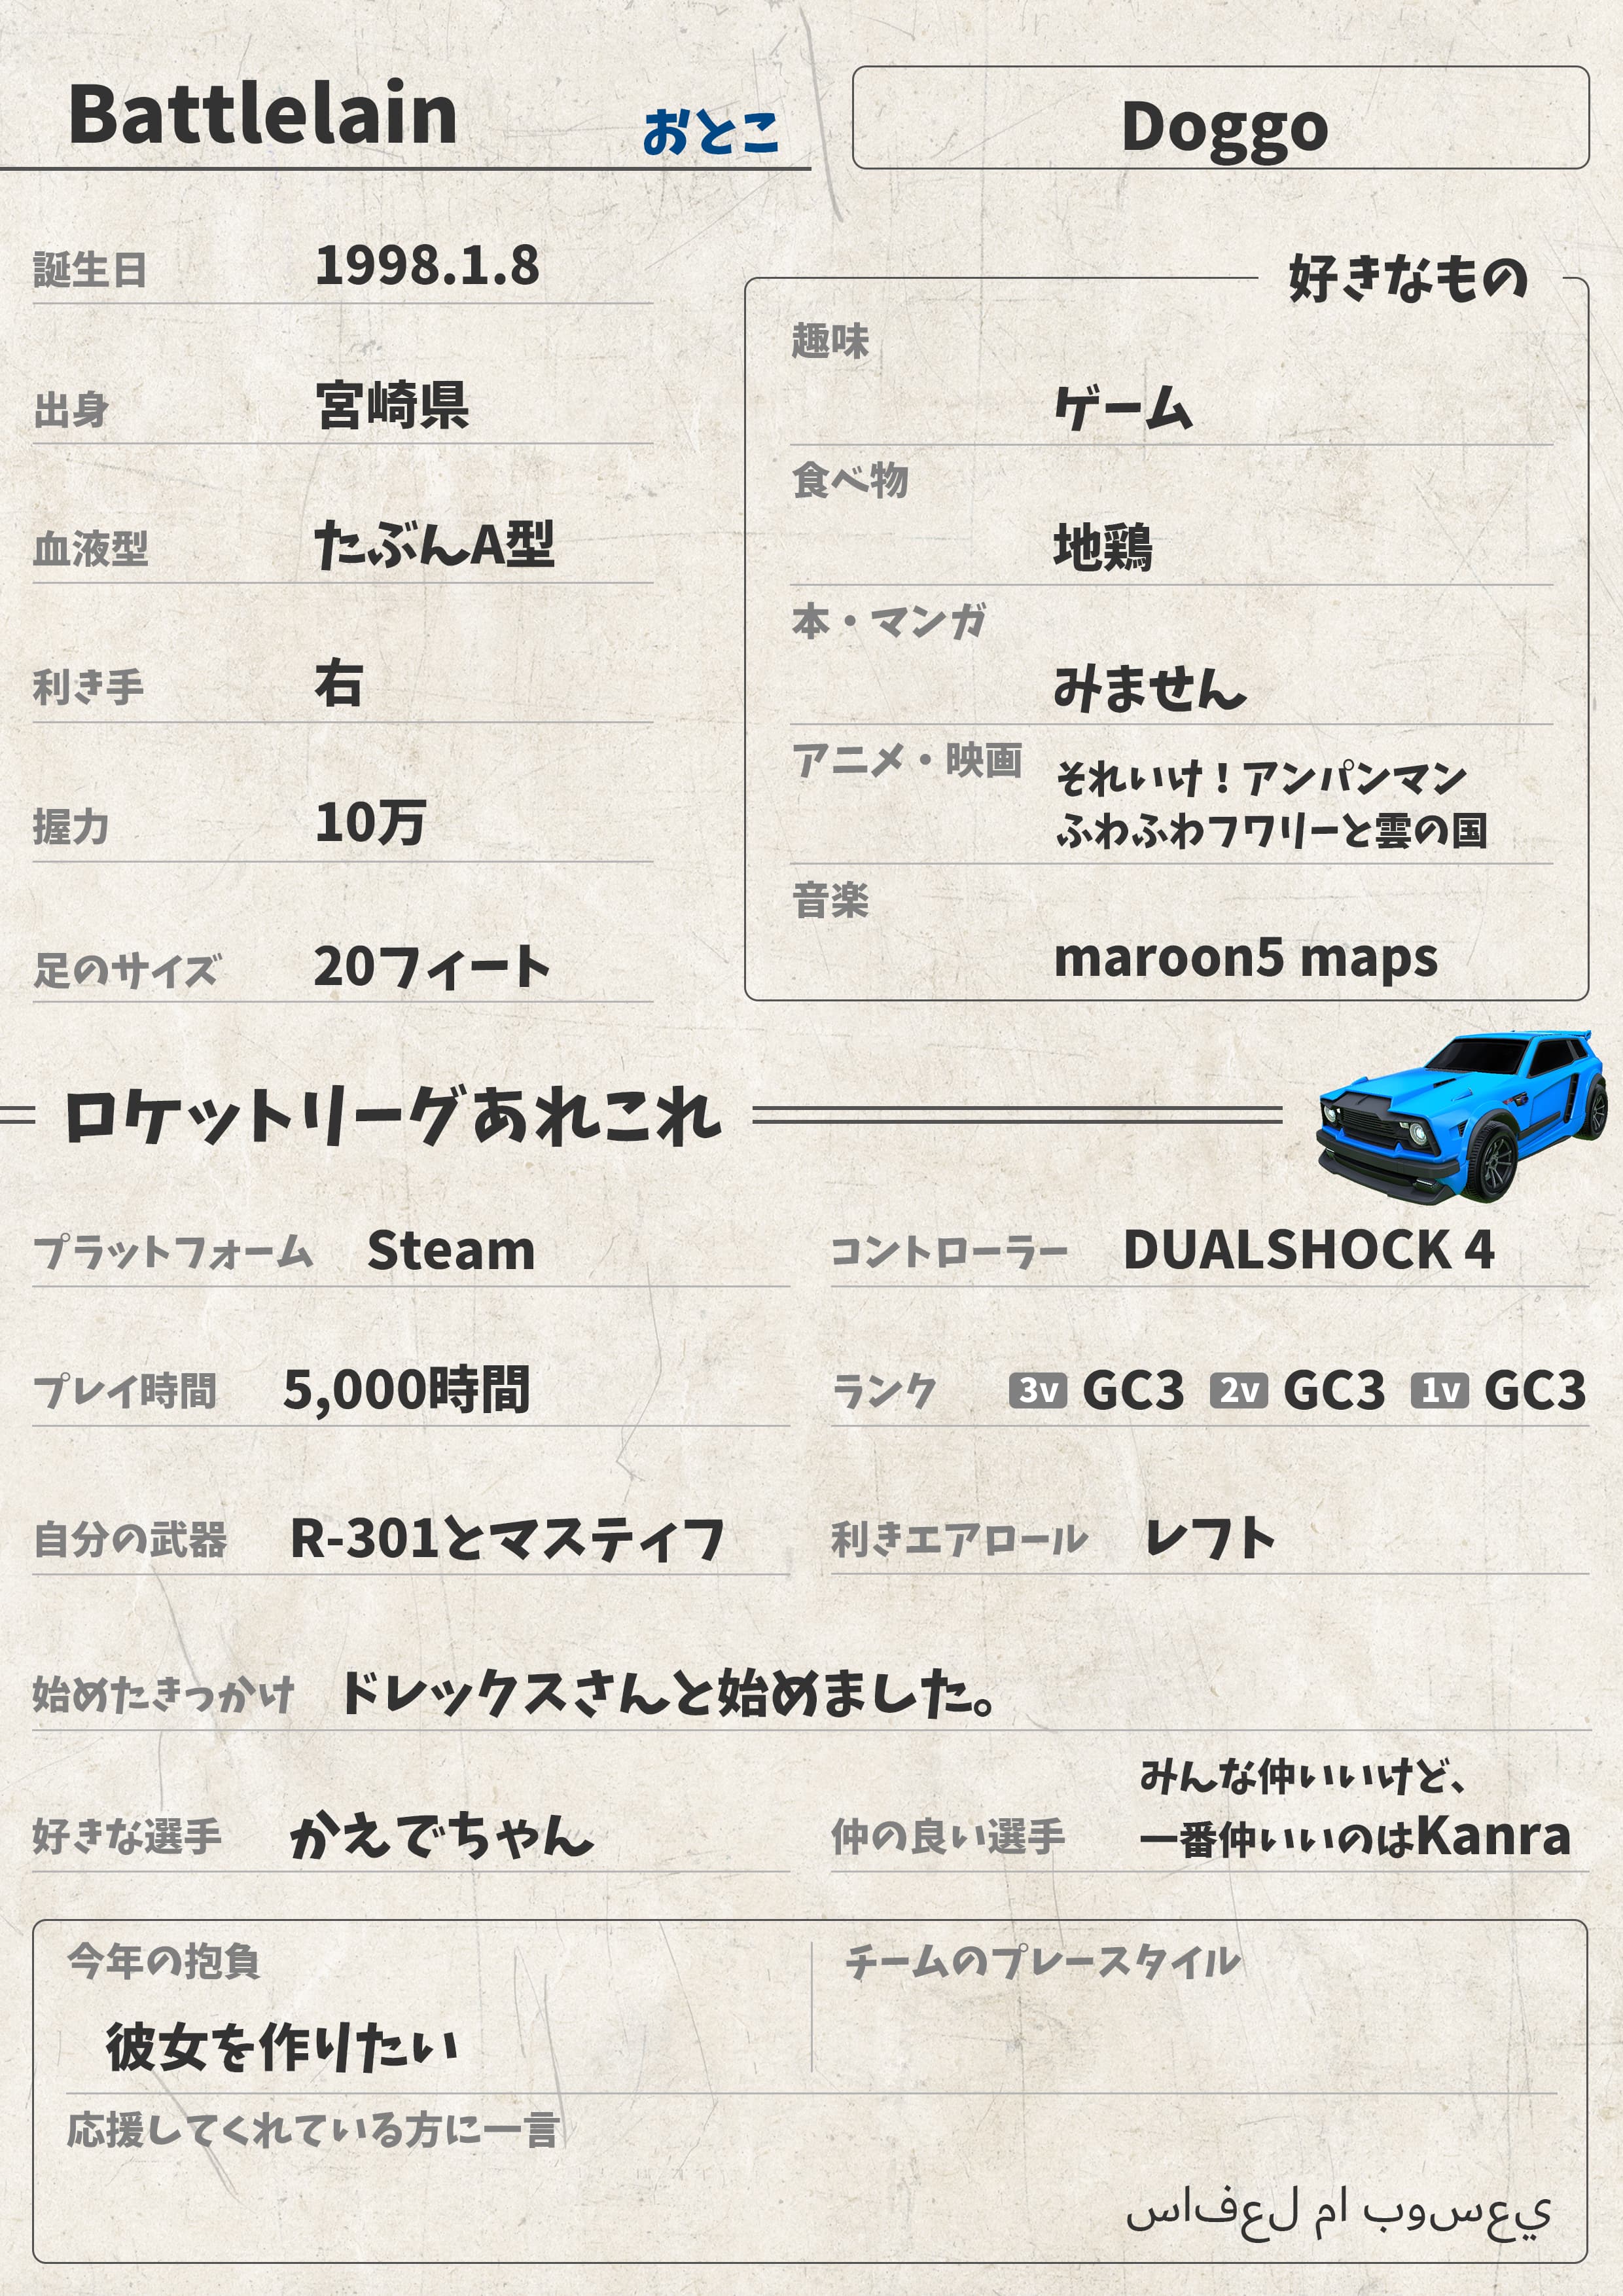 Battlelain おとこ
Doggo
誕生日 1998.1.8
出身 宮崎県
血液型 たぶんA型
利き手 右
握力 10万
足のサイズ 20フィート
好きなもの
趣味
ゲーム
食べ物
地鶏
本・マンガ
みません
アニメ・映画 それいけ！アンパンマン
ふわふわフワリーと雲の国
音楽
maroon5 maps
ロケットリーグあれこれ
プラットフォーム Steam
コントローラー DUALSHOCK 4
プレイ時間 5,000時間
ランク 3v GC3 2v GC3 1v GC3
自分の武器 R-301とマスティフ
利きエアロール レフト
始めたきっかけ ドレックスさんと始めました。
好きな選手 かえでちゃん
仲の良い選手 みんな仲いいけど、
一番仲いいのはKanra
今年の抱負
彼女を作りたい
チームのプレースタイル
応援してくれている方に一言
يعسوب ما لعفاس